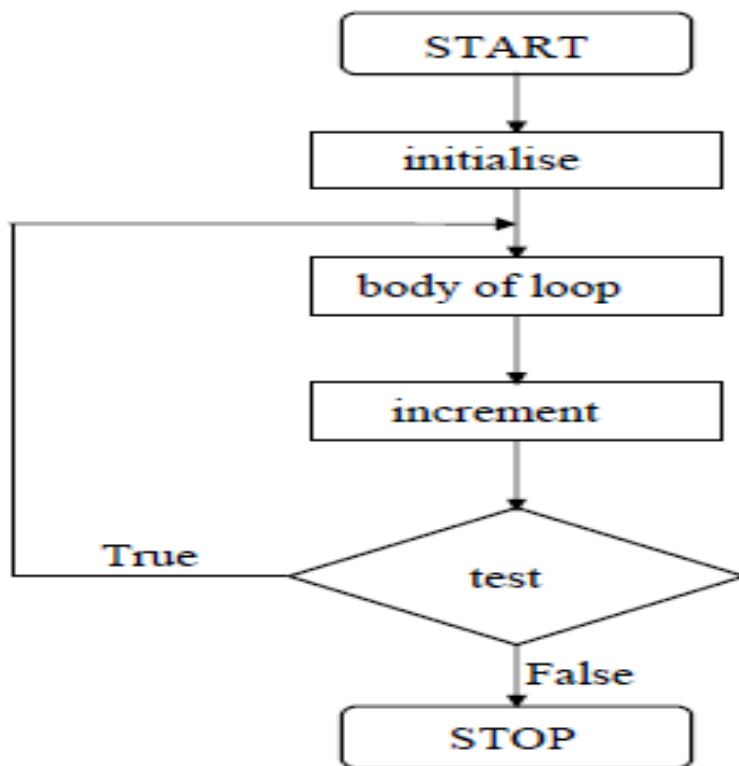 START
initialise
body of loop
increment
True
test
False
STOP